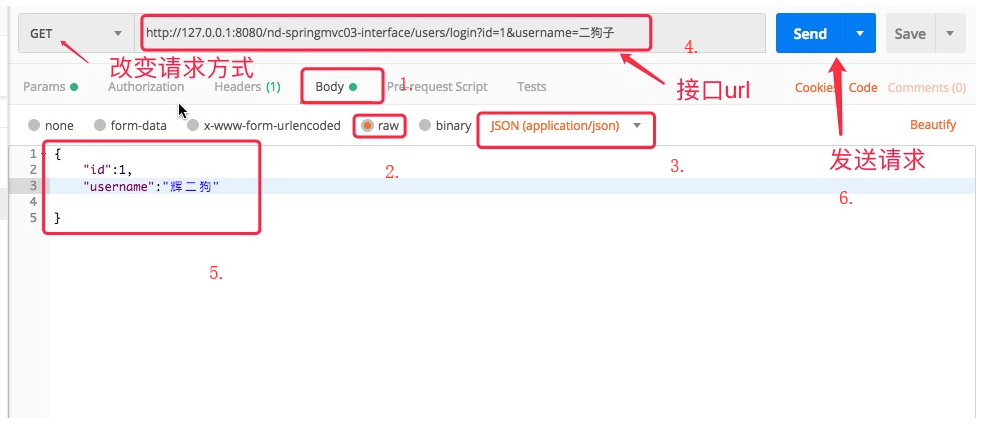 GET
http://127.0.0.1:8080/nd-springmvc03-interface/users/login?id=1&username=二狗子
4.
Send
Save
改变请求方式
接口url
Params
Authorization
Headers (1)
Body
1.
Pre-request Script
Tests
Cookies
Code
Comments (0)
none
form-data
x-www-form-urlencoded
raw
binary
JSON (application/json)
Beautify
发送请求
1 {
2 "id":1,
3 "username":"辉二狗"
4
5 }
2.
3.
6.
5.